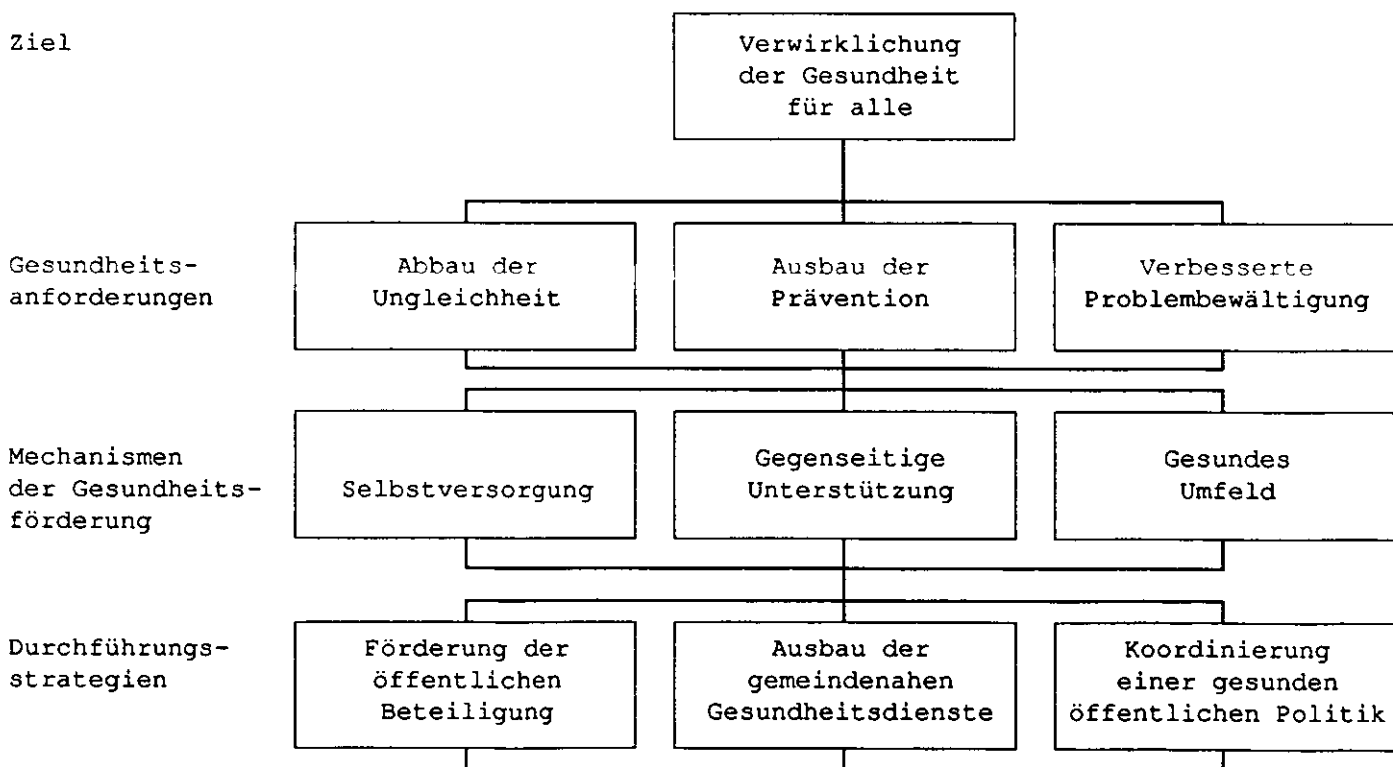 Ziel
Verwirklichung
der Gesundheit
für alle
Gesundheits-
anforderungen
Abbau der
Ungleichheit
Ausbau der
Prävention
Verbesserte
Problembewältigung
Mechanismen
der Gesundheits-
förderung
Selbstversorgung
Gegenseitige
Unterstützung
Gesundes
Umfeld
Durchführungs-
strategien
Förderung der
öffentlichen
Beteiligung
Ausbau der
gemeindenahen
Gesundheitsdienste
Koordinierung
einer gesunden
öffentlichen Politik